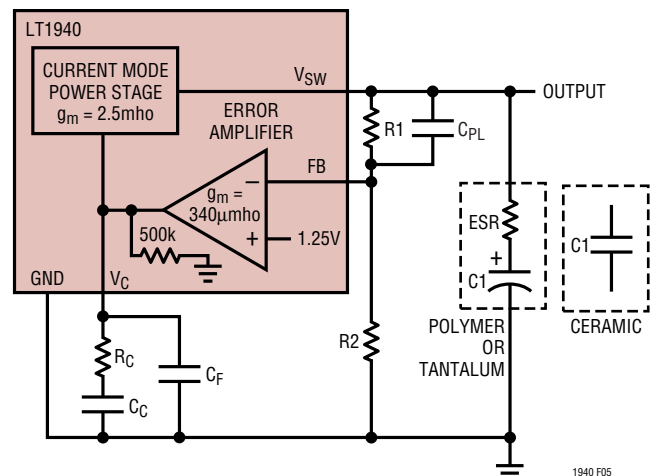 LT1940
CURRENT MODE
POWER STAGE
gm = 2.5mho
VSW
OUTPUT
ERROR
AMPLIFIER
R1
CPL
FB
gm =
340µmho
–
+
1.25V
500k
ESR
+
C1
C1
GND
VC
R2
POLYMER
OR
TANTALUM
CERAMIC
RC
CF
CC
1940 F05